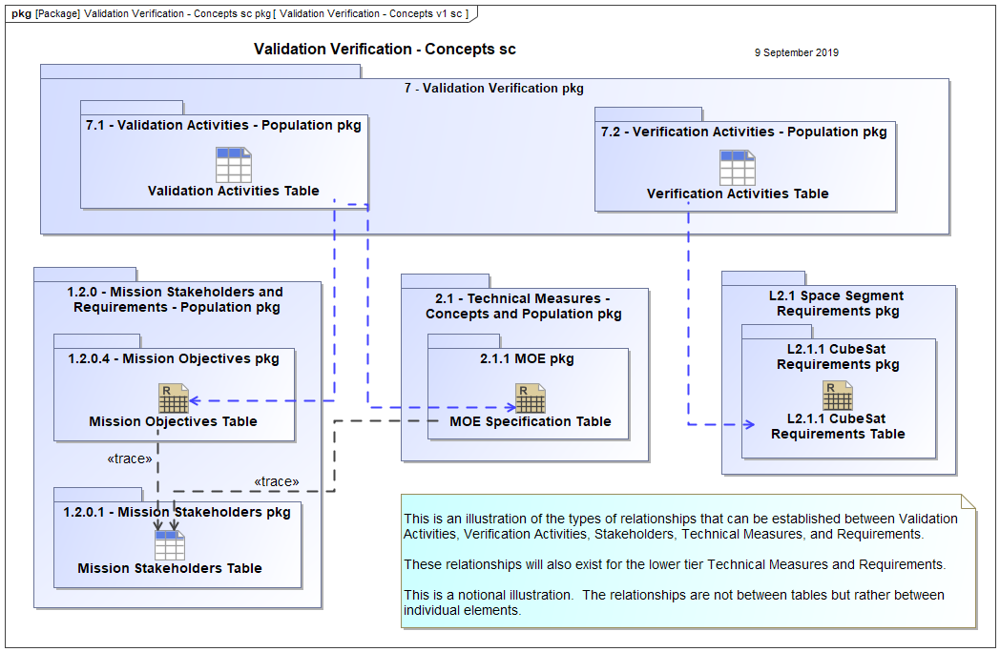 pkg [Package] Validation Verification - Concepts sc pkg [ Validation Verification - Concepts v1 sc ]
Validation Verification - Concepts sc
9 September 2019
7 - Validation Verification pkg
7.1 - Validation Activities - Population pkg
Validation Activities Table
7.2 - Verification Activities - Population pkg
Verification Activities Table
1.2.0 - Mission Stakeholders and
Requirements - Population pkg
1.2.0.4 - Mission Objectives pkg
R
Mission Objectives Table
«trace»
«trace»
1.2.0.1 - Mission Stakeholders pkg
Mission Stakeholders Table
2.1 - Technical Measures -
Concepts and Population pkg
2.1.1 MOE pkg
R
MOE Specification Table
L2.1 Space Segment
Requirements pkg
L2.1.1 CubeSat
Requirements pkg
R
L2.1.1 CubeSat
Requirements Table
This is an illustration of the types of relationships that can be established between Validation
Activities, Verification Activities, Stakeholders, Technical Measures, and Requirements.
These relationships will also exist for the lower tier Technical Measures and Requirements.
This is a notional illustration.  The relationships are not between tables but rather between
individual elements.